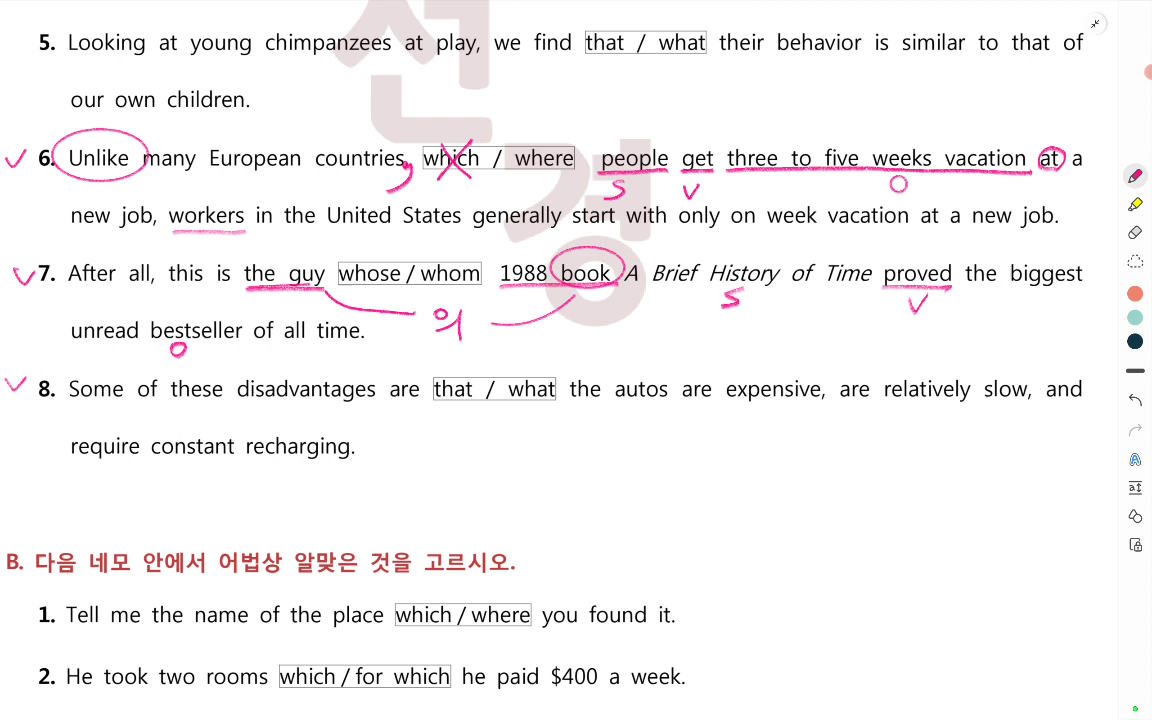 5. Looking at young chimpanzees at play, we find that / what their behavior is similar to that of
our own children.
6. Unlike many European countries, which / where people get three to five weeks vacation at a
S V O
new job, workers in the United States generally start with only on week vacation at a new job.
7. After all, this is the guy whose / whom 1988 book A Brief History of Time proved the biggest
의 S V
unread bestseller of all time.
O
8. Some of these disadvantages are that / what the autos are expensive, are relatively slow, and
require constant recharging.
선경
B. 다음 네모 안에서 어법상 알맞은 것을 고르시오.
1. Tell me the name of the place which / where you found it.
2. He took two rooms which / for which he paid $400 a week.